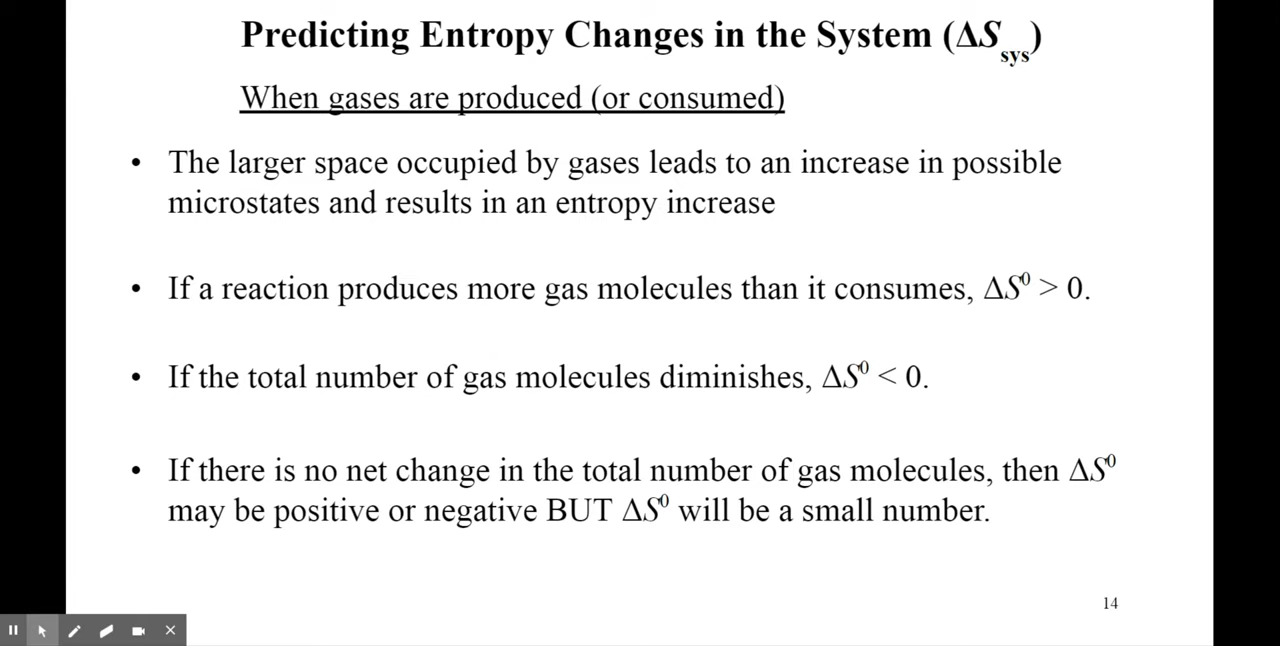 Predicting Entropy Changes in the System (ΔS_sys)
When gases are produced (or consumed)
• The larger space occupied by gases leads to an increase in possible
microstates and results in an entropy increase
• If a reaction produces more gas molecules than it consumes, ΔS⁰ > 0.
• If the total number of gas molecules diminishes, ΔS⁰ < 0.
• If there is no net change in the total number of gas molecules, then ΔS⁰
may be positive or negative BUT ΔS⁰ will be a small number.
14